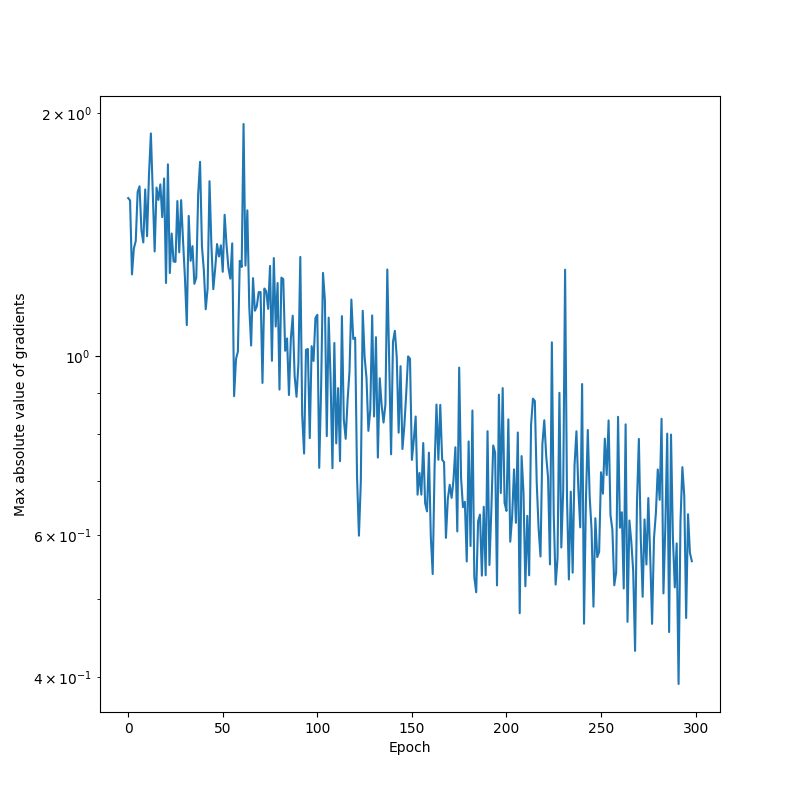 2 × 10⁰
10⁰
6 × 10⁻¹
4 × 10⁻¹
Max absolute value of gradients
0 50 100 150 200 250 300
Epoch